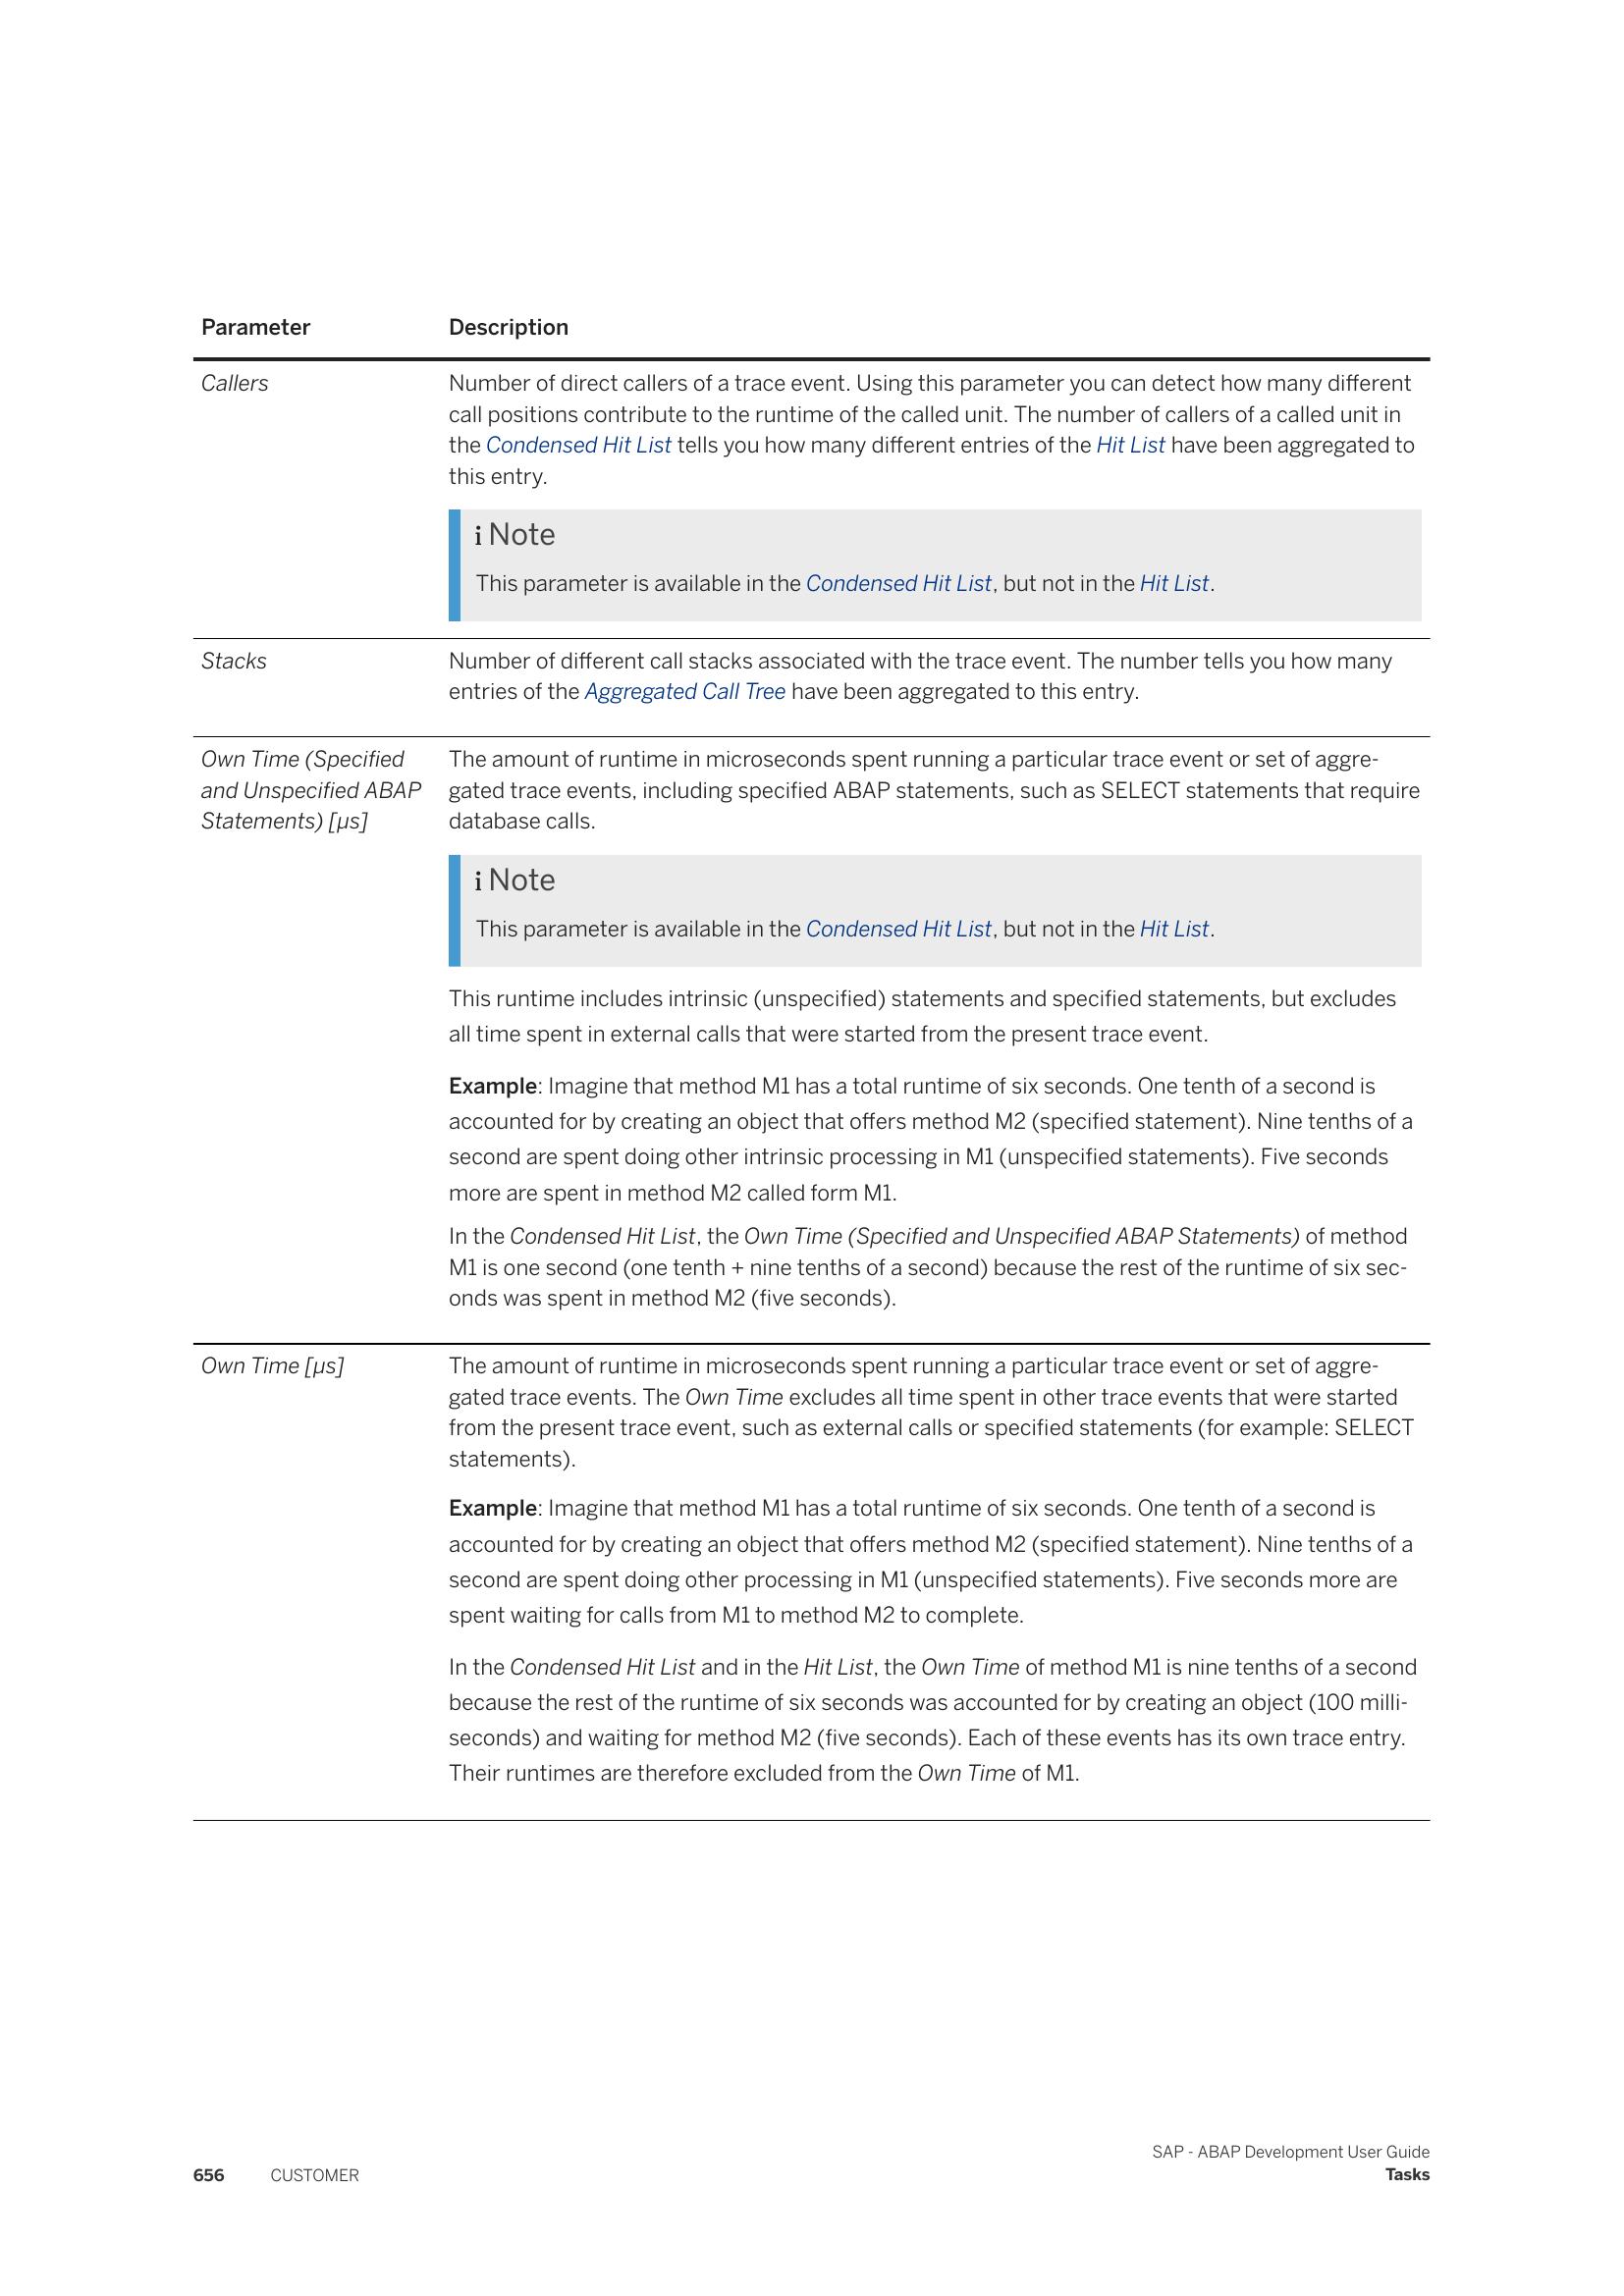 Parameter Description
Callers Number of direct callers of a trace event. Using this parameter you can detect how many different
call positions contribute to the runtime of the called unit. The number of callers of a called unit in
the Condensed Hit List tells you how many different entries of the Hit List have been aggregated to
this entry.
i Note
This parameter is available in the Condensed Hit List, but not in the Hit List.
Stacks Number of different call stacks associated with the trace event. The number tells you how many
entries of the Aggregated Call Tree have been aggregated to this entry.
Own Time (Specified The amount of runtime in microseconds spent running a particular trace event or set of aggre-
and Unspecified ABAP gated trace events, including specified ABAP statements, such as SELECT statements that require
Statements) [µs] database calls.
i Note
This parameter is available in the Condensed Hit List, but not in the Hit List.
This runtime includes intrinsic (unspecified) statements and specified statements, but excludes
all time spent in external calls that were started from the present trace event.
Example: Imagine that method M1 has a total runtime of six seconds. One tenth of a second is
accounted for by creating an object that offers method M2 (specified statement). Nine tenths of a
second are spent doing other intrinsic processing in M1 (unspecified statements). Five seconds
more are spent in method M2 called form M1.
In the Condensed Hit List, the Own Time (Specified and Unspecified ABAP Statements) of method
M1 is one second (one tenth + nine tenths of a second) because the rest of the runtime of six sec-
onds was spent in method M2 (five seconds).
Own Time [µs] The amount of runtime in microseconds spent running a particular trace event or set of aggre-
gated trace events. The Own Time excludes all time spent in other trace events that were started
from the present trace event, such as external calls or specified statements (for example: SELECT
statements).
Example: Imagine that method M1 has a total runtime of six seconds. One tenth of a second is
accounted for by creating an object that offers method M2 (specified statement). Nine tenths of a
second are spent doing other processing in M1 (unspecified statements). Five seconds more are
spent waiting for calls from M1 to method M2 to complete.
In the Condensed Hit List and in the Hit List, the Own Time of method M1 is nine tenths of a second
because the rest of the runtime of six seconds was accounted for by creating an object (100 milli-
seconds) and waiting for method M2 (five seconds). Each of these events has its own trace entry.
Their runtimes are therefore excluded from the Own Time of M1.
SAP - ABAP Development User Guide
656 CUSTOMER Tasks